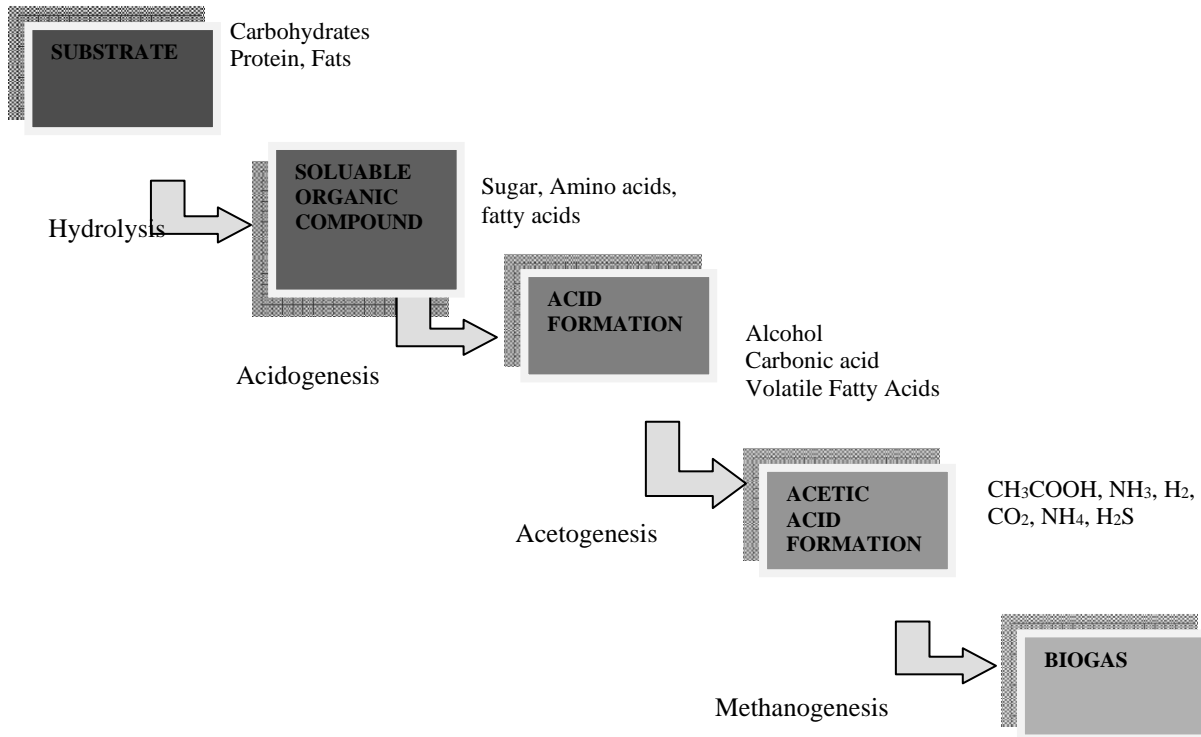 SUBSTRATE
Carbohydrates
Protein, Fats
Hydrolysis
SOLUABLE
ORGANIC
COMPOUND
Sugar, Amino acids,
fatty acids
Acidogenesis
ACID
FORMATION
Alcohol
Carbonic acid
Volatile Fatty Acids
Acetogenesis
ACETIC
ACID
FORMATION
CH₃COOH, NH₃, H₂,
CO₂, NH₄, H₂S
Methanogenesis
BIOGAS